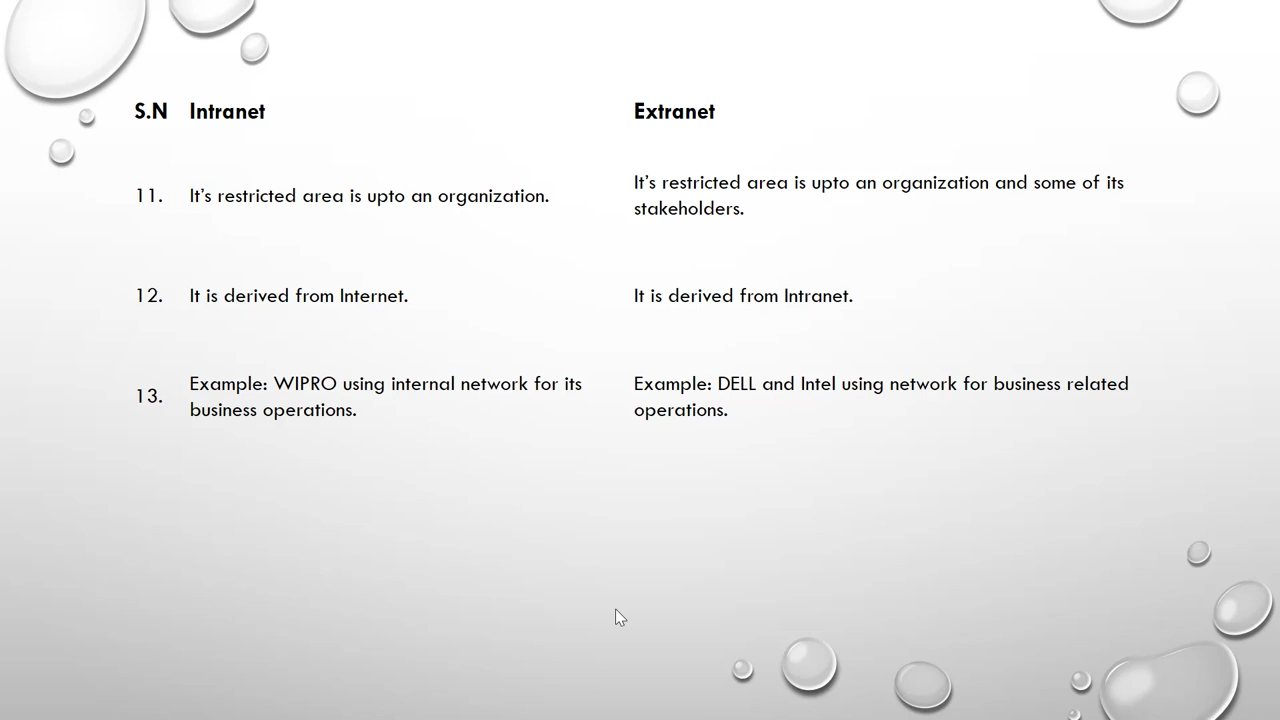 S.N Intranet Extranet
11. It’s restricted area is upto an organization. It’s restricted area is upto an organization and some of its
stakeholders.
12. It is derived from Internet. It is derived from Intranet.
13. Example: WIPRO using internal network for its
business operations.
Example: DELL and Intel using network for business related
operations.